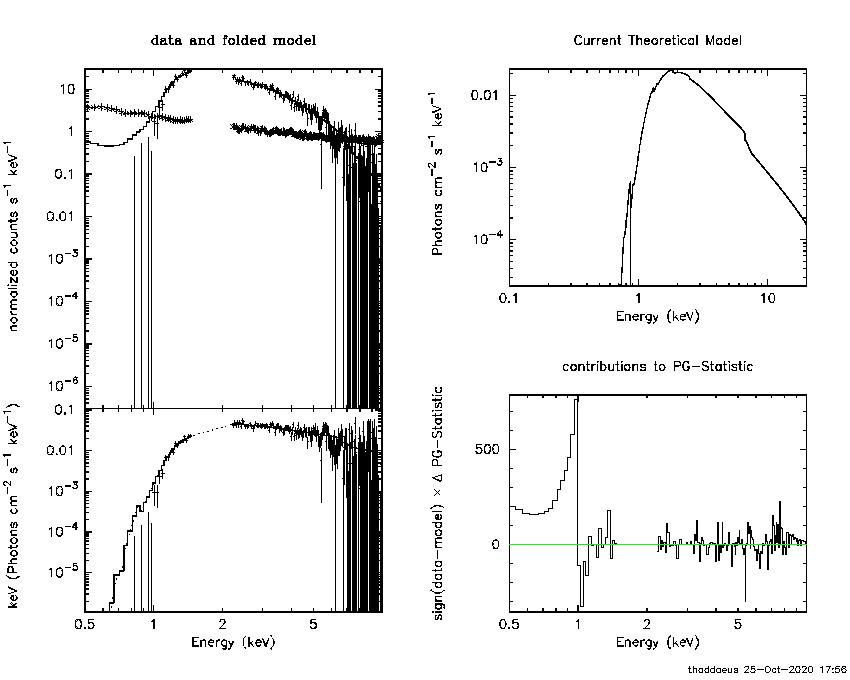 data and folded model
normalized counts s⁻¹ keV⁻¹
10
1
0.1
0.01
10⁻³
10⁻⁴
10⁻⁵
10⁻⁶
keV (Photons cm⁻² s⁻¹ keV⁻¹)
0.1
0.01
10⁻³
10⁻⁴
10⁻⁵
0.5 1 2 5
Energy (keV)
Current Theoretical Model
Photons cm⁻² s⁻¹ keV⁻¹
0.01
10⁻³
10⁻⁴
0.1 1 10
Energy (keV)
contributions to PG−Statistic
sign(data−model) × Δ PG−Statistic
500
0
0.5 1 2 5
Energy (keV)
thaddaeus 25−Oct−2020 17:56